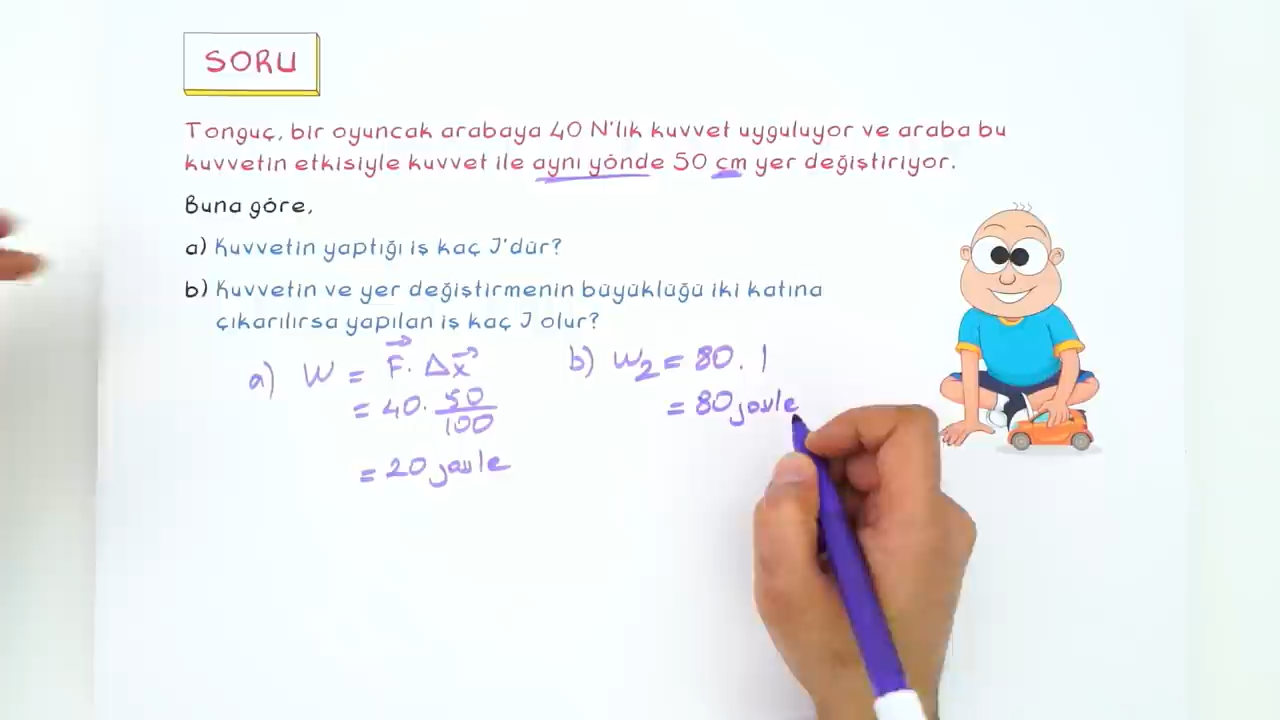 SORU
Tonguç, bir oyuncak arabaya 40 N'lık kuvvet uyguluyor ve araba bu
kuvvetin etkisiyle kuvvet ile aynı yönde 50 cm yer değiştiriyor.
Buna göre,
a) Kuvvetin yaptığı iş kaç J'dür?
b) Kuvvetin ve yer değiştirmenin büyüklüğü iki katına
çıkarılırsa yapılan iş kaç J olur?
a) W = F⃗. Δx⃗
= 40. 50/100
= 20 joule
b) W₂ = 80. 1
= 80 joule